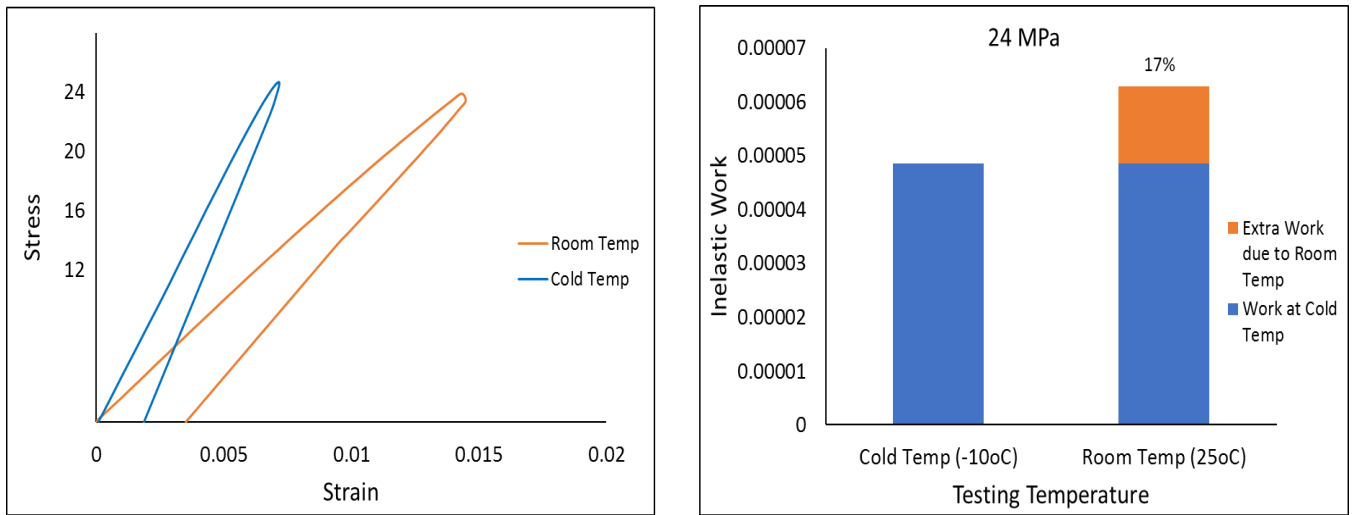 24
20
16
12
Stress
Room Temp
Cold Temp
0
0.005
0.01
0.015
0.02
Strain
24 MPa
17%
0.00007
0.00006
0.00005
0.00004
0.00003
0.00002
0.00001
0
Inelastic Work
Extra Work
due to Room
Temp
Work at Cold
Temp
Cold Temp (-10oC)
Room Temp (25oC)
Testing Temperature